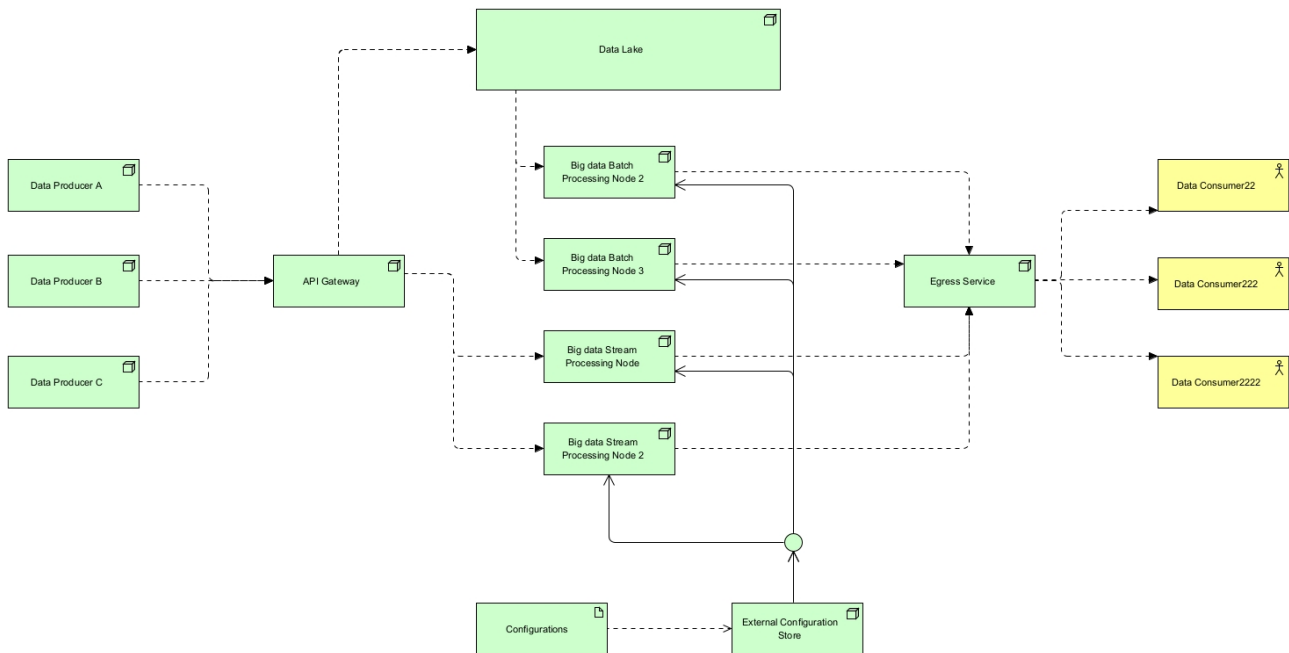 Data Lake
Big data Batch
Processing Node 2
Data Producer A
Data Consumer22
Big data Batch
Processing Node 3
Data Producer B
API Gateway
Egress Service
Data Consumer222
Big data Stream
Processing Node
Data Producer C
Data Consumer2222
Big data Stream
Processing Node 2
Configurations
External Configuration
Store